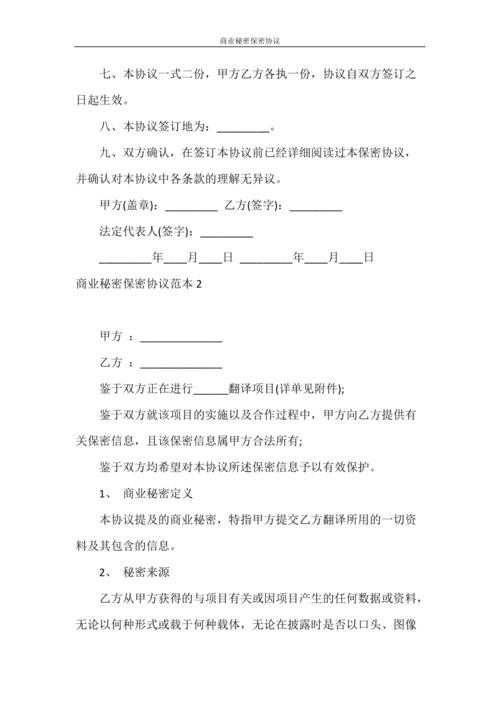 商业秘密保密协议
七、本协议一式二份，甲方乙方各执一份，协议自双方签订之
日起生效。
八、本协议签订地为：_________。
九、双方确认，在签订本协议前已经详细阅读过本保密协议，
并确认对本协议中各条款的理解无异议。
甲方(盖章)：_________ 乙方(签字)：_________
法定代表人(签字)：_________
_________年____月____日 _________年____月____日
商业秘密保密协议范本 2
甲方 ：______________
乙方 ：______________
鉴于双方正在进行______翻译项目(详单见附件);
鉴于双方就该项目的实施以及合作过程中，甲方向乙方提供有
关保密信息，且该保密信息属甲方合法所有;
鉴于双方均希望对本协议所述保密信息予以有效保护。
1、 商业秘密定义
本协议提及的商业秘密，特指甲方提交乙方翻译所用的一切资
料及其包含的信息。
2、 秘密来源
乙方从甲方获得的与项目有关或因项目产生的任何数据或资料，
无论以何种形式或载于何种载体，无论在披露时是否以口头、图像